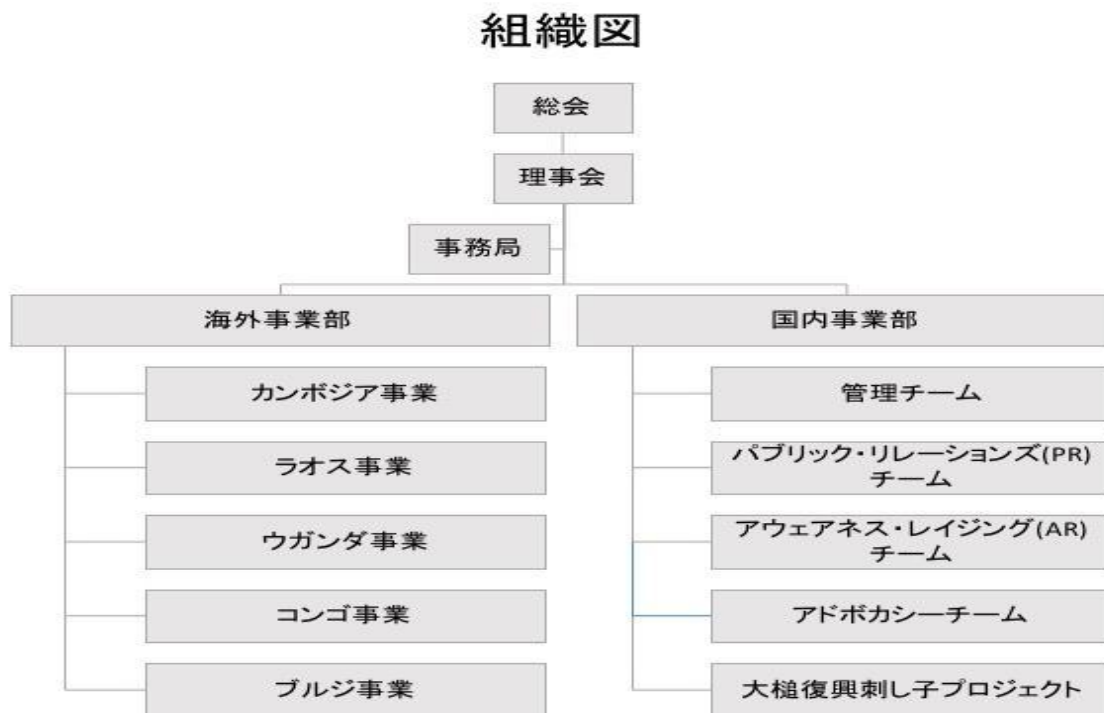 組織図
総会
理事会
事務局
海外事業部
国内事業部
カンボジア事業
ラオス事業
ウガンダ事業
コンゴ事業
ブルジ事業
管理チーム
パブリック・リレーションズ(PR)
チーム
アウェアネス・レイジング(AR)
チーム
アドボカシーチーム
大槌復興刺し子プロジェクト